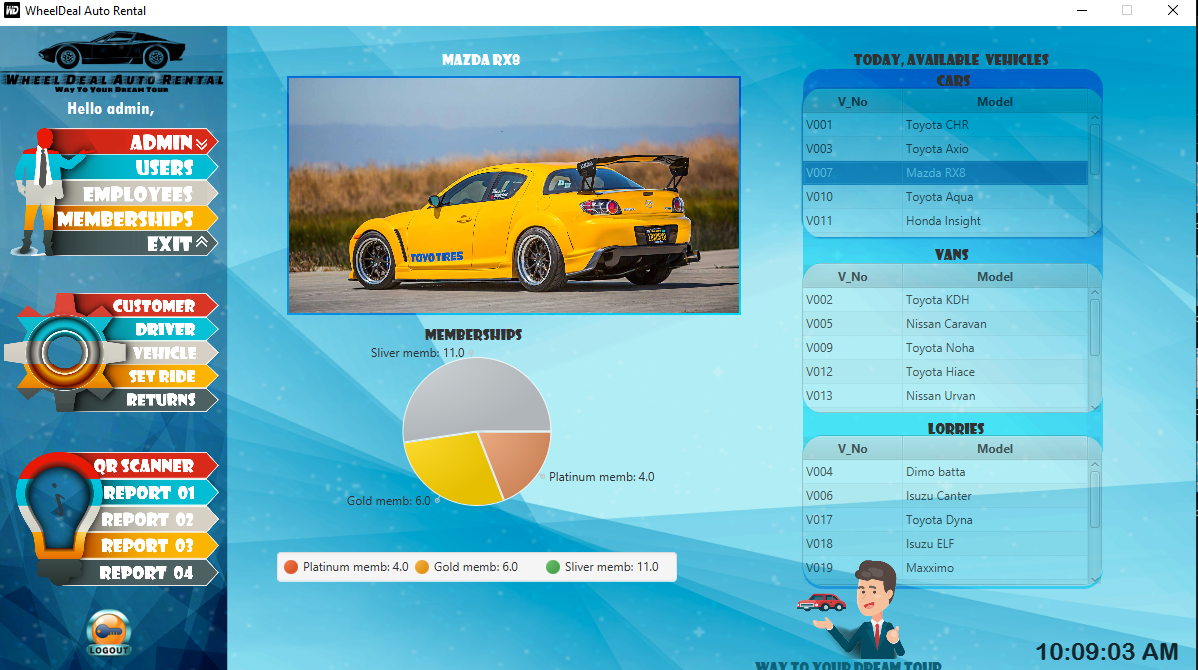 WheelDeal Auto Rental
WHEEL DEAL AUTO RENTAL
WAY TO YOUR DREAM TOUR
Hello admin,
ADMIN
USERS
EMPLOYEES
MEMBERSHIPS
EXIT
CUSTOMER
DRIVER
VEHICLE
SET RIDE
RETURNS
QR SCANNER
REPORT 01
REPORT 02
REPORT 03
REPORT 04
LOGOUT
MAZDA RX8
TOYO TIRES
MEMBERSHIPS
Sliver memb: 11.0
Platinum memb: 4.0
Gold memb: 6.0
Platinum memb: 4.0 Gold memb: 6.0 Sliver memb: 11.0
TODAY, AVAILABLE VEHICLES
CARS
V_No Model
V001 Toyota CHR
V003 Toyota Axio
V007 Mazda RX8
V010 Toyota Aqua
V011 Honda Insight
VANS
V_No Model
V002 Toyota KDH
V005 Nissan Caravan
V009 Toyota Noha
V012 Toyota Hiace
V013 Nissan Urvan
LORRIES
V_No Model
V004 Dimo batta
V006 Isuzu Canter
V017 Toyota Dyna
V018 Isuzu ELF
V019 Maxximo
WAY TO YOUR DREAM TOUR
10:09:03 AM